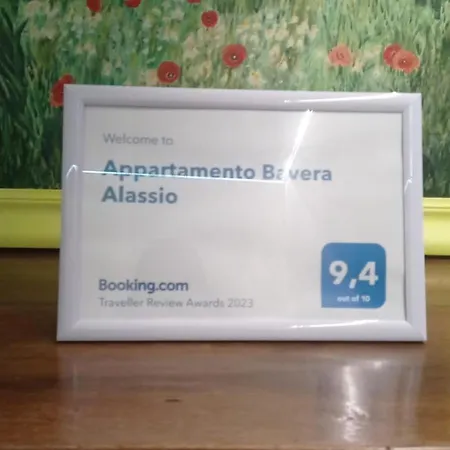 Welcome to
Appartamento Bavera
Alassio
Booking.com
Traveller Review Awards 2023
9,4
out of 10